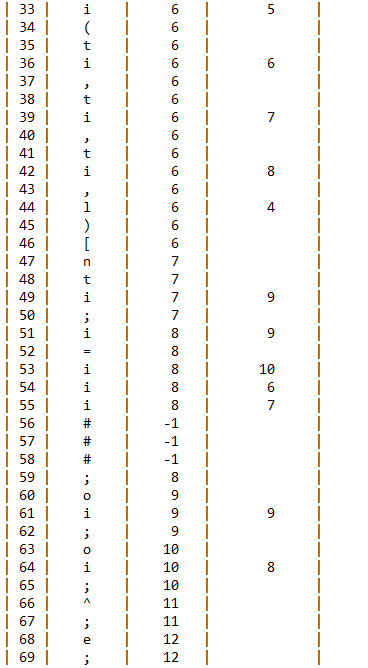 | 33 | i | 6 | 5 |
| 34 | ( | 6 | |
| 35 | t | 6 | |
| 36 | i | 6 | 6 |
| 37 | , | 6 | |
| 38 | t | 6 | |
| 39 | i | 6 | 7 |
| 40 | , | 6 | |
| 41 | t | 6 | |
| 42 | i | 6 | 8 |
| 43 | , | 6 | |
| 44 | l | 6 | 4 |
| 45 | ) | 6 | |
| 46 | [ | 6 | |
| 47 | n | 7 | |
| 48 | t | 7 | |
| 49 | i | 7 | 9 |
| 50 | ; | 7 | |
| 51 | i | 8 | 9 |
| 52 | = | 8 | |
| 53 | i | 8 | 10 |
| 54 | i | 8 | 6 |
| 55 | i | 8 | 7 |
| 56 | # | -1 | |
| 57 | # | -1 | |
| 58 | # | -1 | |
| 59 | ; | 8 | |
| 60 | o | 9 | |
| 61 | i | 9 | 9 |
| 62 | ; | 9 | |
| 63 | o | 10 | |
| 64 | i | 10 | 8 |
| 65 | ; | 10 | |
| 66 | ^ | 11 | |
| 67 | ; | 11 | |
| 68 | e | 12 | |
| 69 | ; | 12 | |